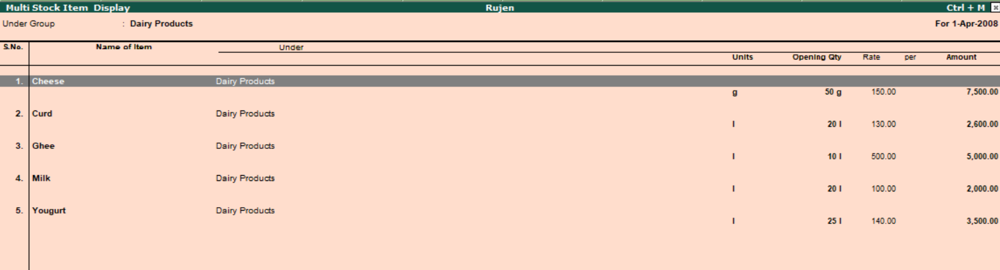 Multi Stock Item Display Rujen Ctrl + M
Under Group : Dairy Products For 1-Apr-2008
S.No. Name of Item Under
Units Opening Qty Rate per Amount
1. Cheese Dairy Products
g 50 g 150.00 7,500.00
2. Curd Dairy Products
l 20 l 130.00 2,600.00
3. Ghee Dairy Products
l 10 l 500.00 5,000.00
4. Milk Dairy Products
l 20 l 100.00 2,000.00
5. Yougurt Dairy Products
l 25 l 140.00 3,500.00